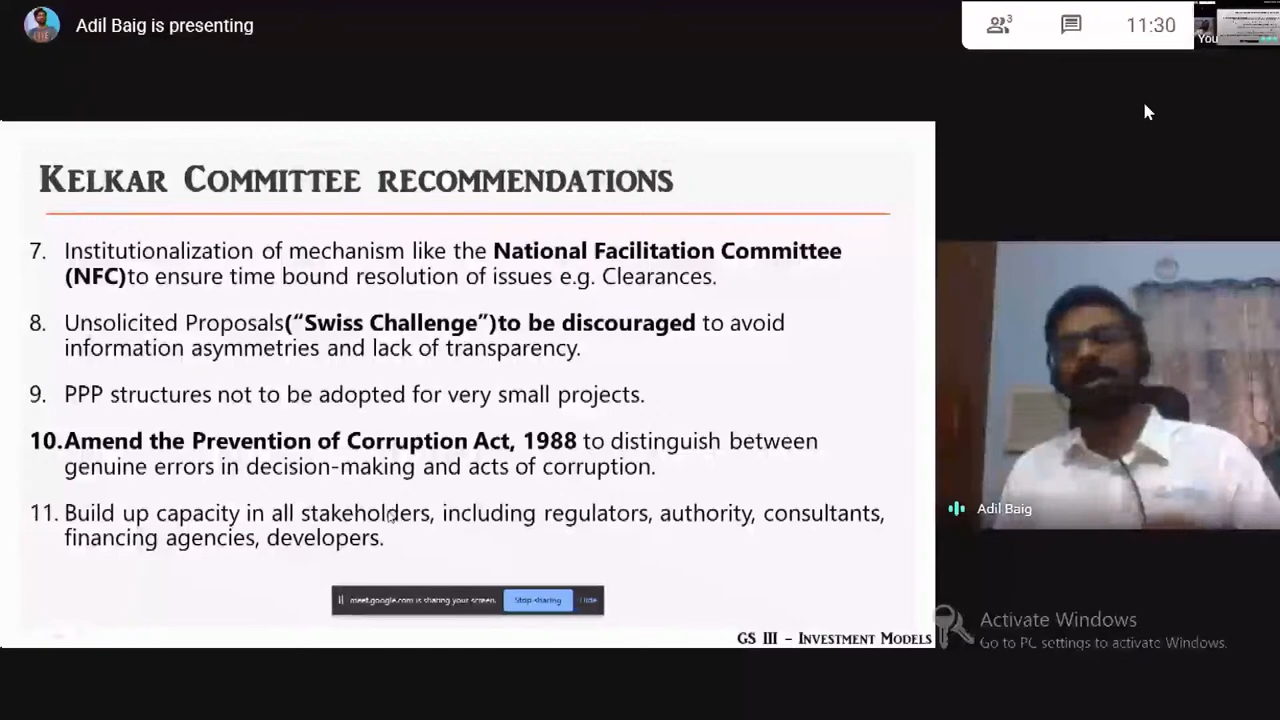 Adil Baig is presenting
3
11:30
You
Kelkar Committee recommendations
7. Institutionalization of mechanism like the National Facilitation Committee
(NFC)to ensure time bound resolution of issues e.g. Clearances.
8. Unsolicited Proposals(“Swiss Challenge”)to be discouraged to avoid
information asymmetries and lack of transparency.
9. PPP structures not to be adopted for very small projects.
10.Amend the Prevention of Corruption Act, 1988 to distinguish between
genuine errors in decision-making and acts of corruption.
11. Build up capacity in all stakeholders, including regulators, authority, consultants,
financing agencies, developers.
meet.google.com is sharing your screen. Stop sharing Hide
GS III – Investment Models
Adil Baig
Activate Windows
Go to PC settings to activate Windows.